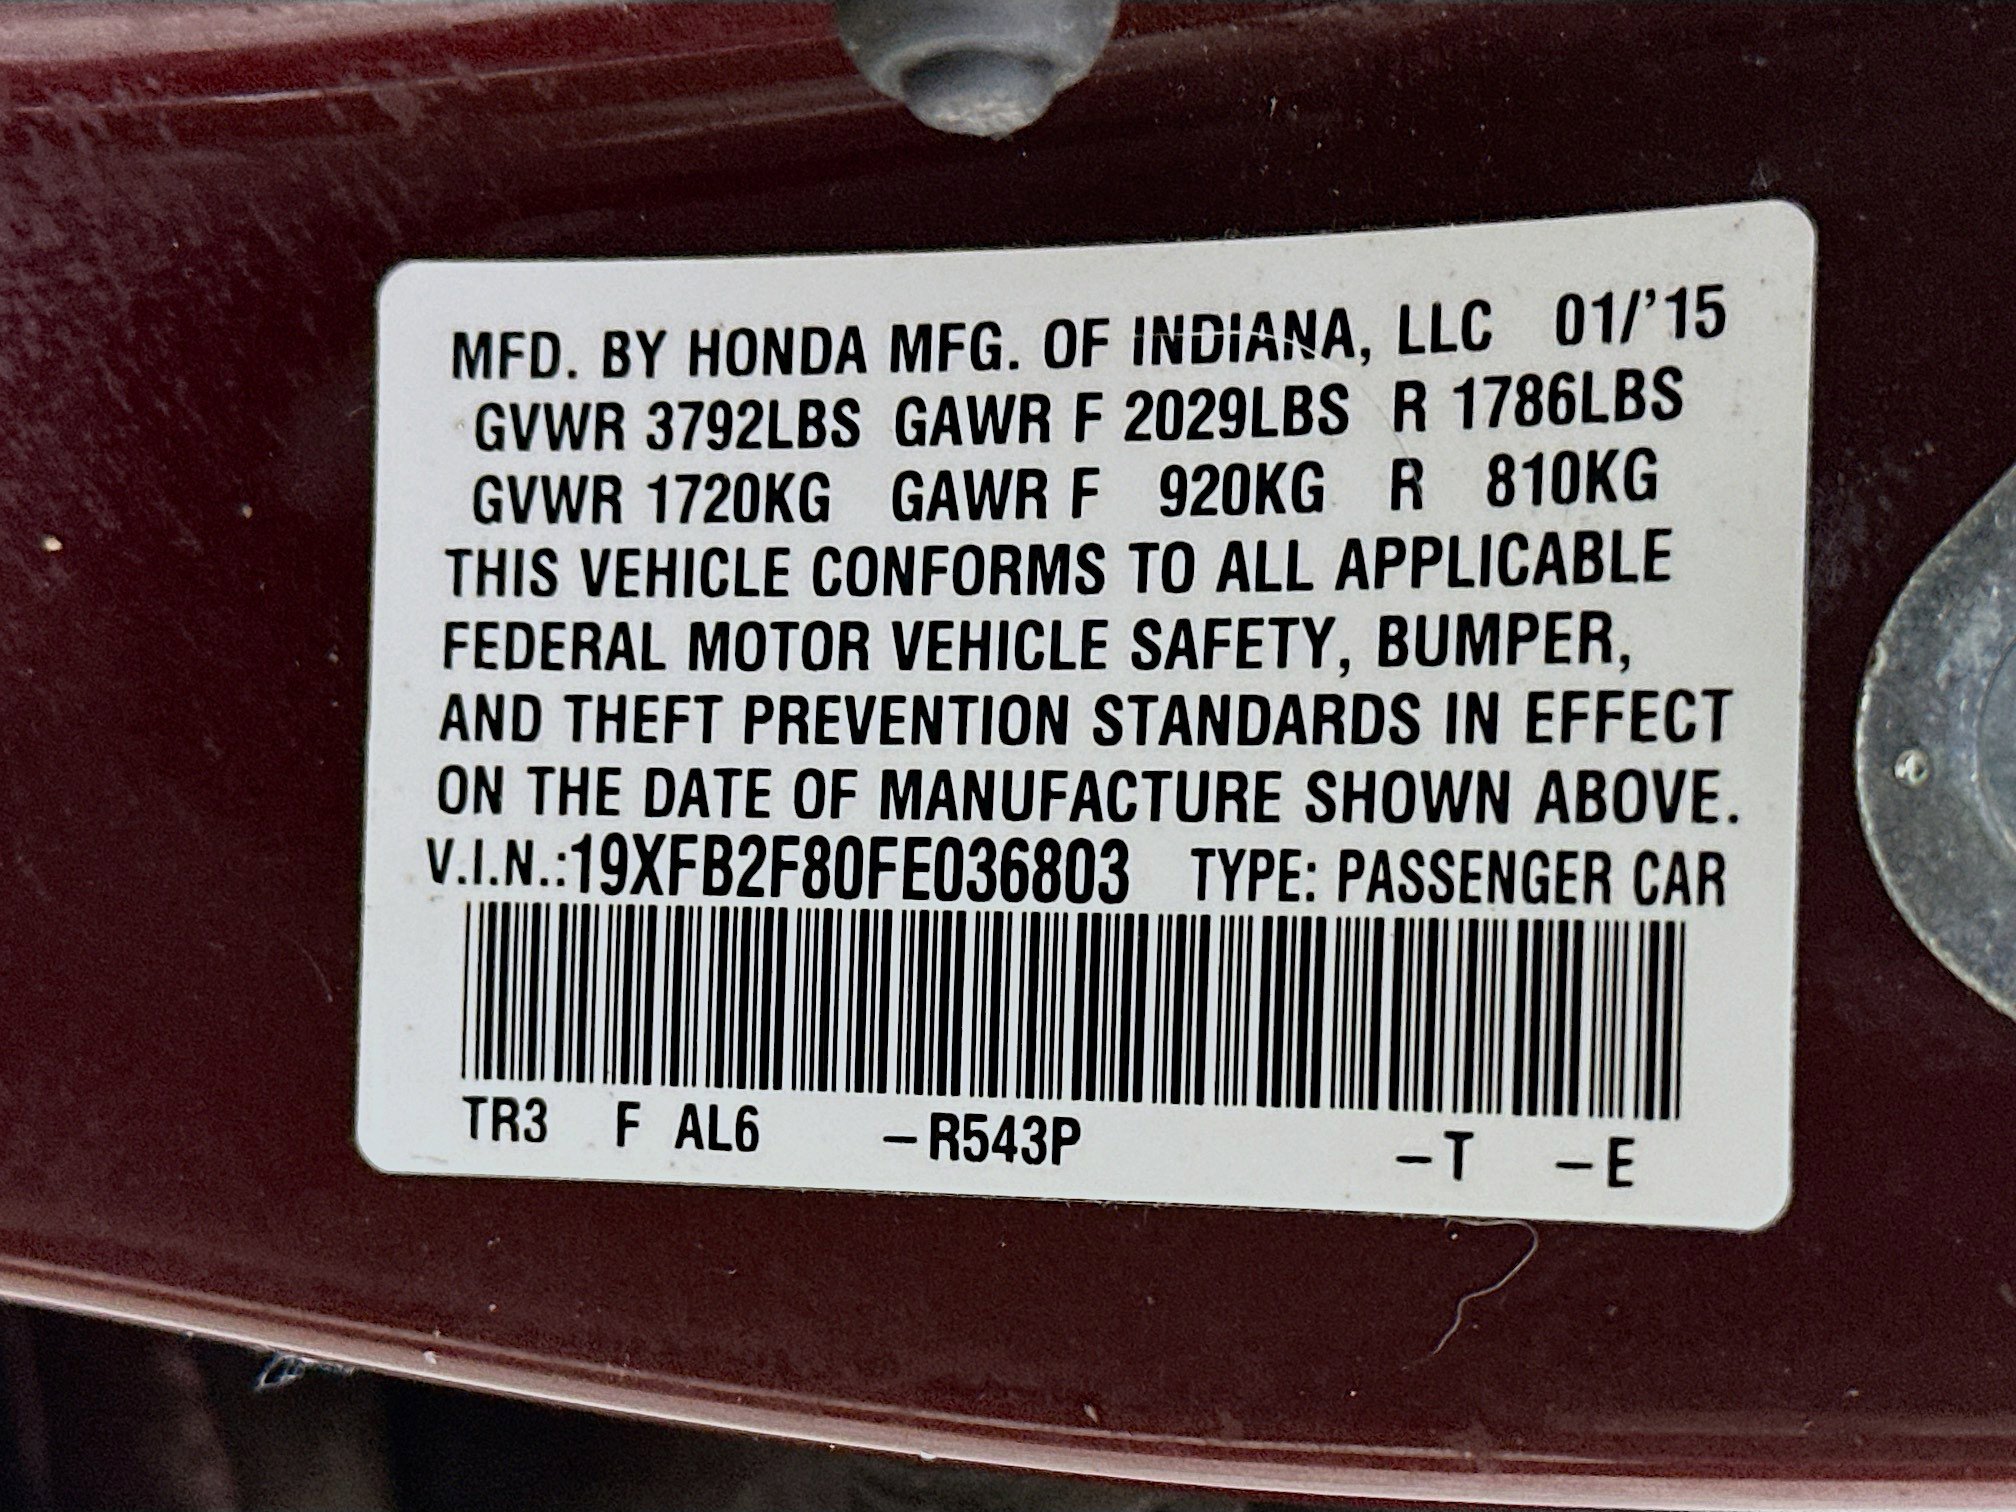 MFD. BY HONDA MFG. OF INDIANA, LLC 01/'15
GVWR 3792LBS GAWR F 2029LBS R 1786LBS
GVWR 1720KG GAWR F 920KG R 810KG
THIS VEHICLE CONFORMS TO ALL APPLICABLE
FEDERAL MOTOR VEHICLE SAFETY, BUMPER,
AND THEFT PREVENTION STANDARDS IN EFFECT
ON THE DATE OF MANUFACTURE SHOWN ABOVE.
V.I.N.:19XFB2F80FE036803 TYPE: PASSENGER CAR
TR3 F AL6 –R543P –T –E